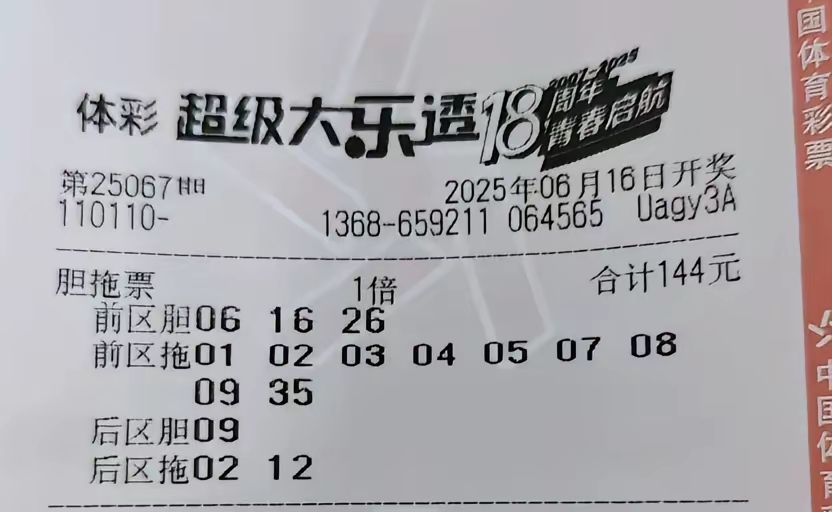 体彩 超级大乐透 18周年 2007-2025
青春启航
第25067期 2025年06月16日开奖
110110- 1368-659211 064565 Uagy3A
胆拖票 1倍 合计144元
前区胆06 16 26
前区拖01 02 03 04 05 07 08
09 35
后区胆09
后区拖02 12
国体育彩票
中国体育